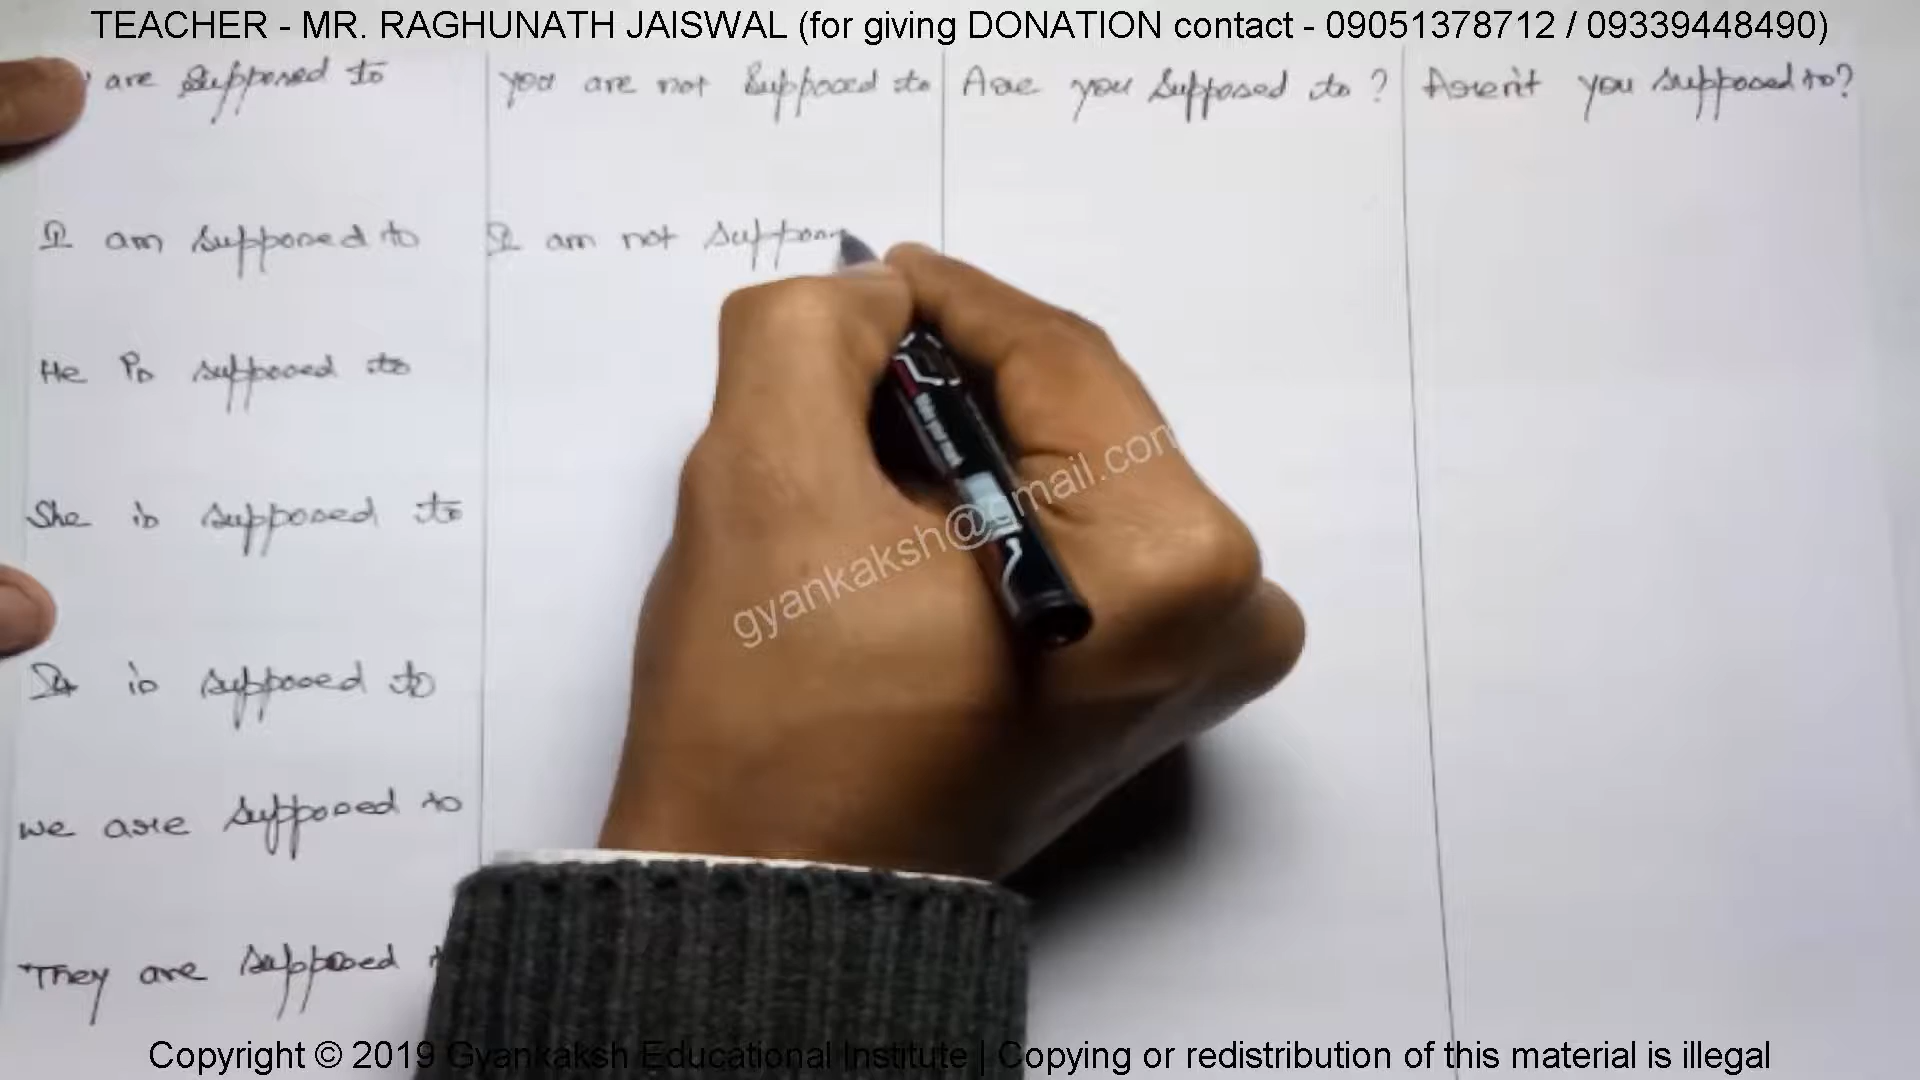 TEACHER - MR. RAGHUNATH JAISWAL (for giving DONATION contact - 09051378712 / 09339448490)
are supposed to
you are not supposed to
Are you supposed to ?
Aren't you supposed to?
I am supposed to
I am not suppos
He is supposed to
She is supposed to
gyankaksh@gmail.com
It is supposed to
we are supposed to
They are supposed
Copyright © 2019 Gyankaksh Educational Institute | Copying or redistribution of this material is illegal